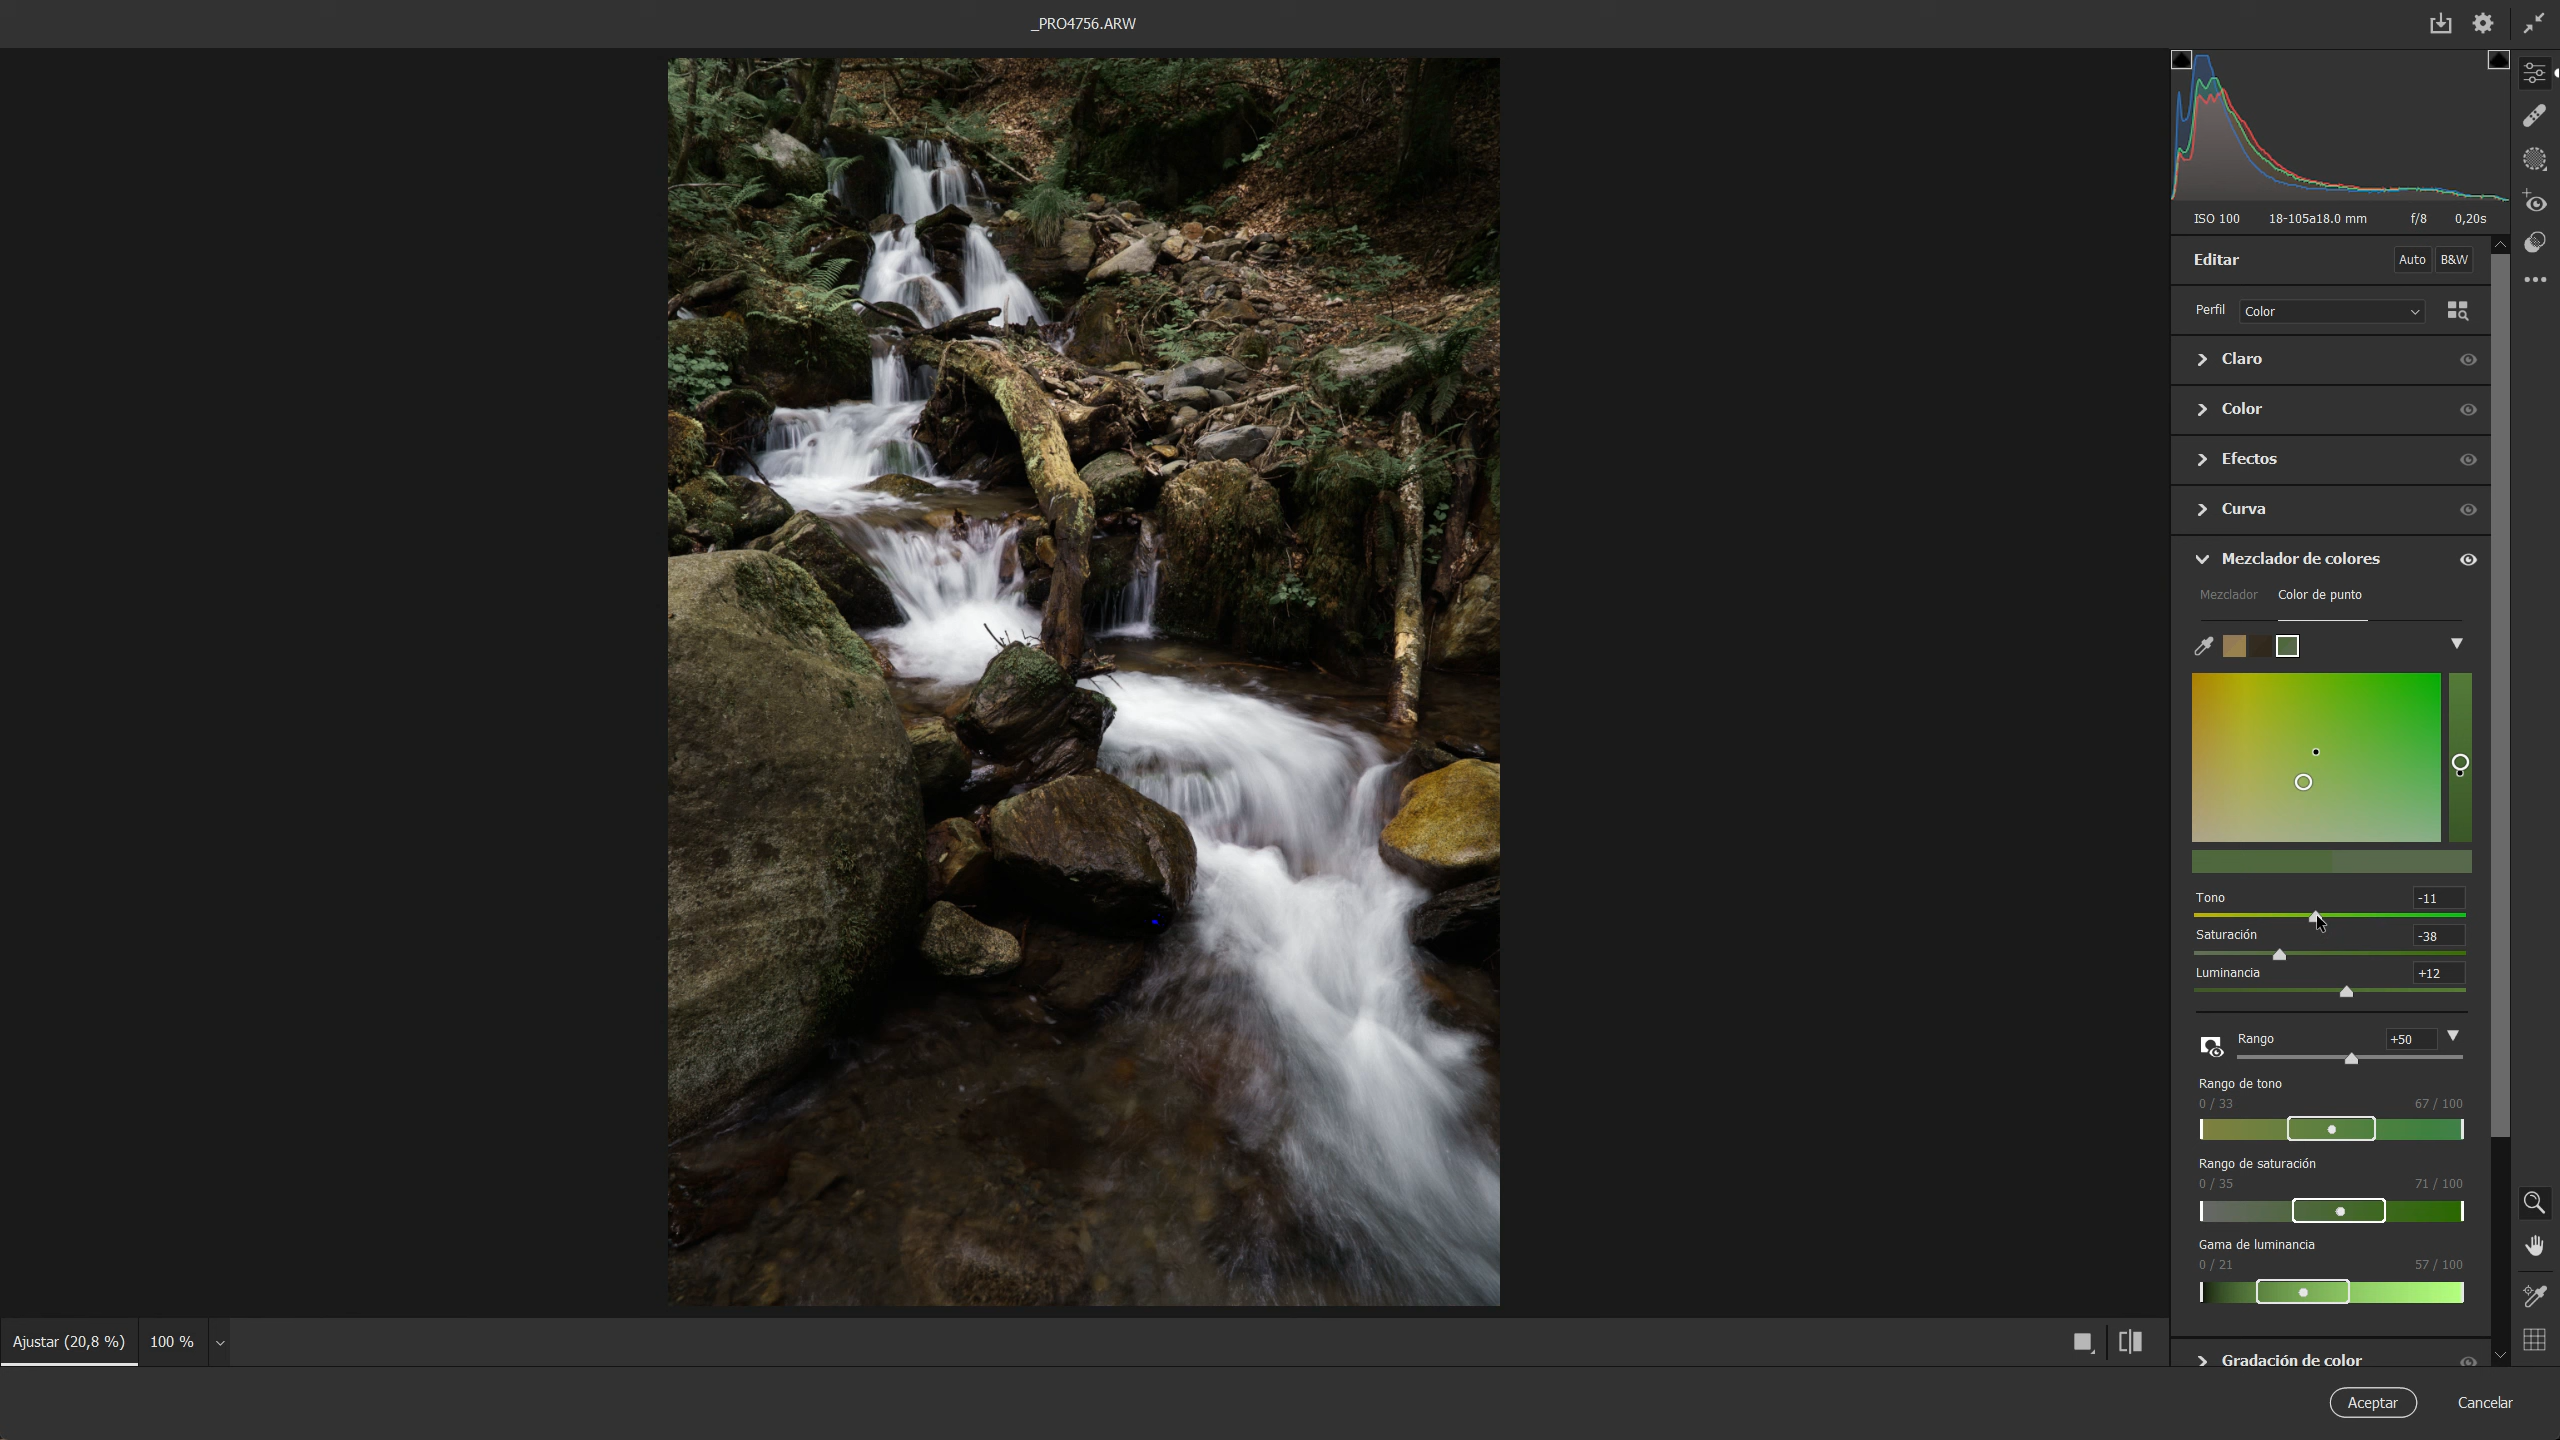 _PRO4756.ARW
ISO 100 18-105a18.0 mm f/8 0,20s
Editar Auto B&W
Perfil Color
Claro
Color
Efectos
Curva
Mezclador de colores
Mezclador Color de punto
Tono -11
Saturación -38
Luminancia +12
Rango +50
Rango de tono
0 / 33 67 / 100
Rango de saturación
0 / 35 71 / 100
Gama de luminancia
0 / 21 57 / 100
Gradación de color
Ajustar (20,8 %) 100 %
Aceptar Cancelar